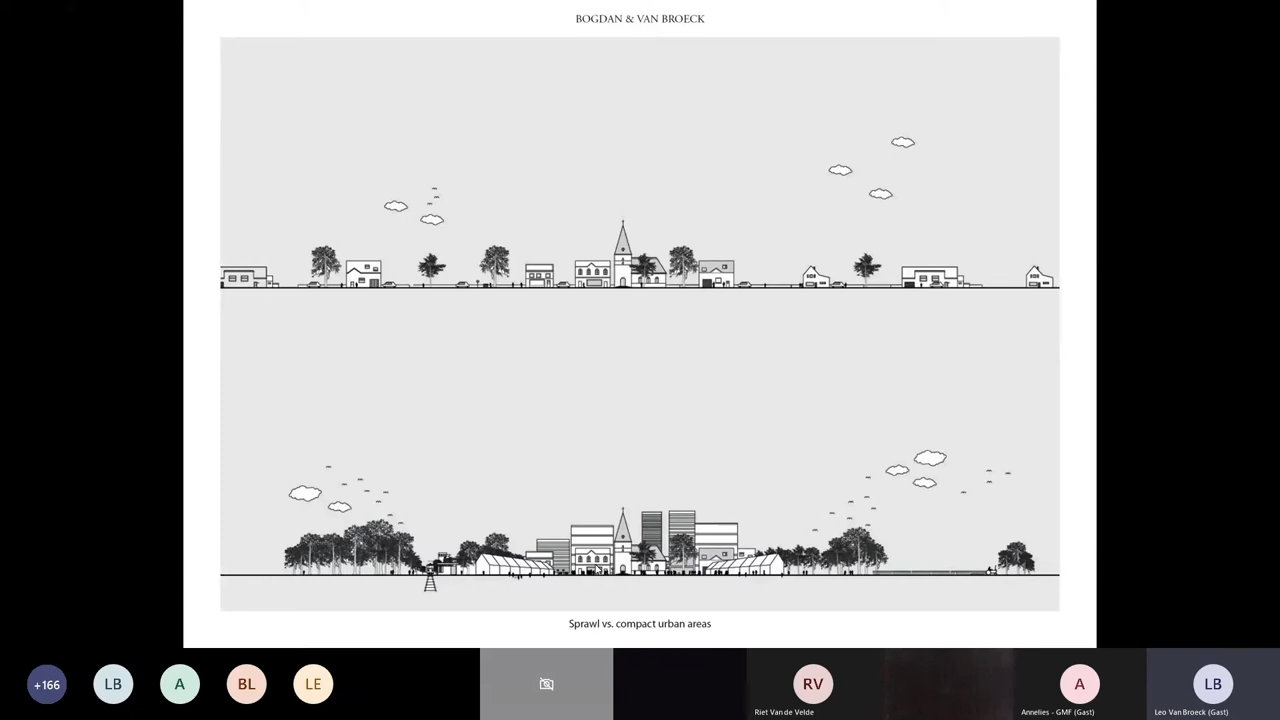 BOGDAN & VAN BROECK
Sprawl vs. compact urban areas
+166
LB
A
BL
LE
RV
A
LB
Riet Van de Velde
Annelies - GMF (Gast)
Leo Van Broeck (Gast)